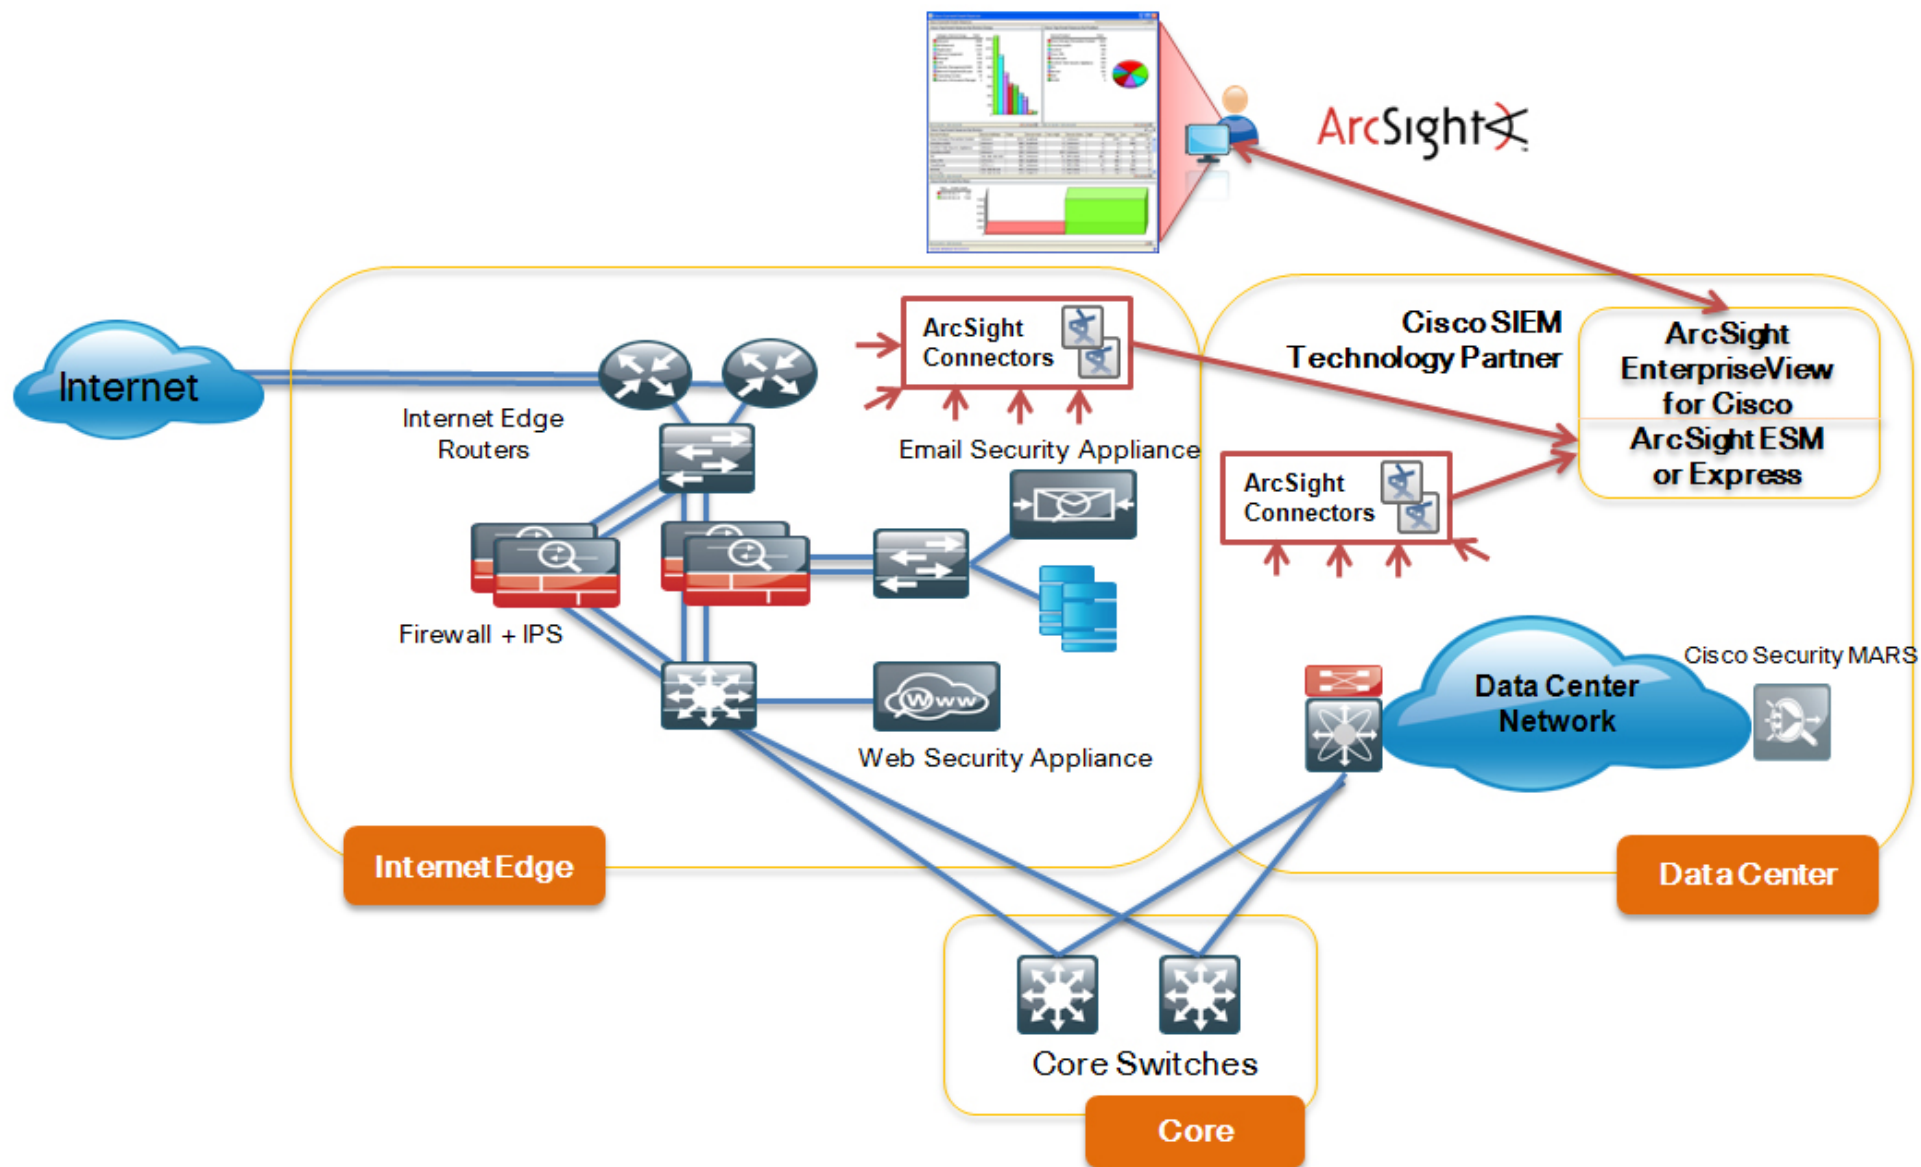 ArcSight
Internet
Internet Edge
Routers
ArcSight
Connectors
Email Security Appliance
Firewall + IPS
Www
Web Security Appliance
Internet Edge
Cisco SIEM
Technology Partner
ArcSight
EnterpriseView
for Cisco
ArcSight ESM
or Express
ArcSight
Connectors
Cisco Security MARS
Data Center
Network
Data Center
Core Switches
Core